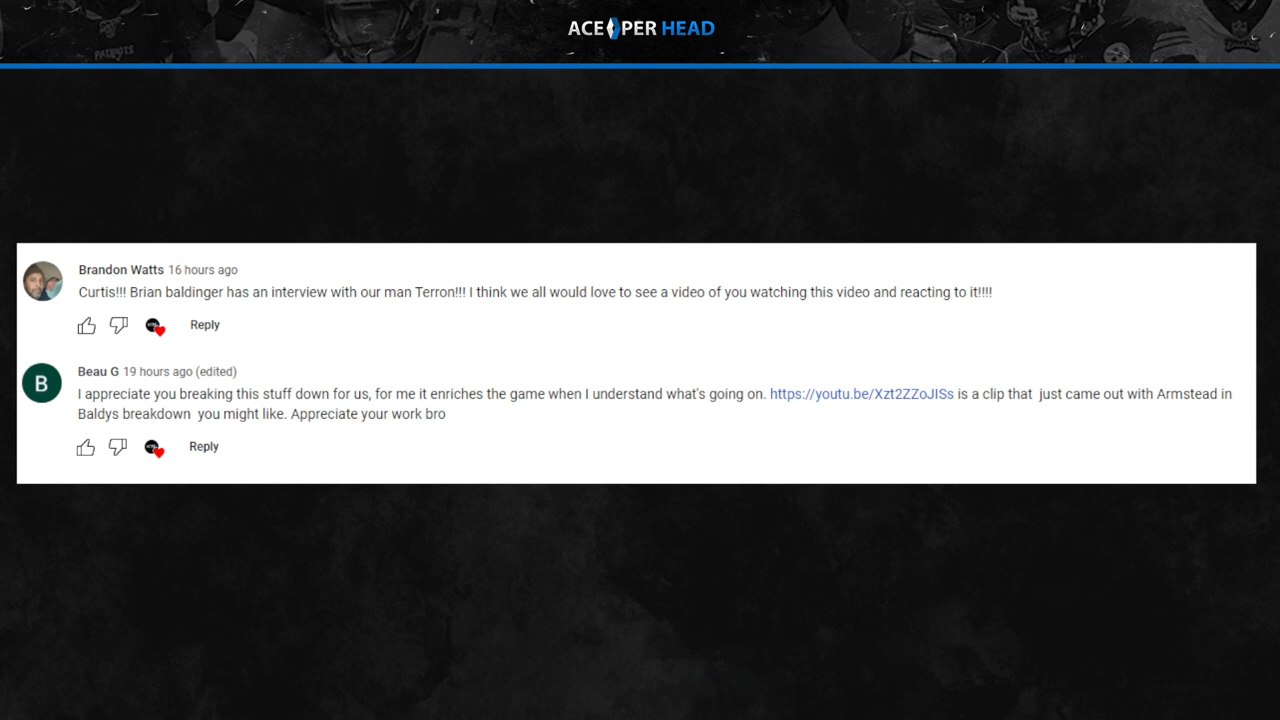 ACE PER HEAD
PATRIOTS
Brandon Watts 16 hours ago
Curtis!!! Brian baldinger has an interview with our man Terron!!! I think we all would love to see a video of you watching this video and reacting to it!!!!
Reply
B
Beau G 19 hours ago (edited)
I appreciate you breaking this stuff down for us, for me it enriches the game when I understand what's going on. https://youtu.be/Xzt2ZZoJISs is a clip that just came out with Armstead in
Baldys breakdown you might like. Appreciate your work bro
Reply